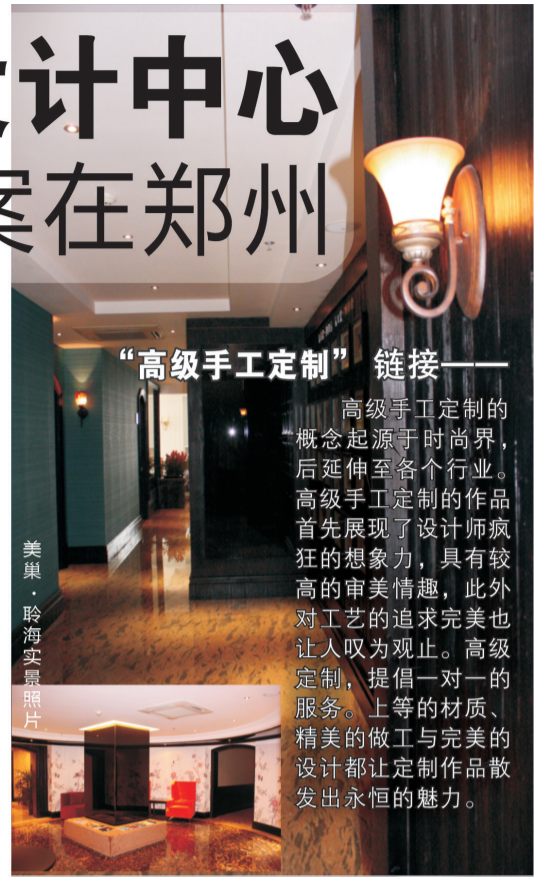 计中心
案在郑州
“高级手工定制” 链接——
高级手工定制的
概念起源于时尚界，
后延伸至各个行业。
高级手工定制的作品
首先展现了设计师疯
狂的想象力，具有较
高的审美情趣，此外
对工艺的追求完美也
让人叹为观止。高级
定制，提倡一对一的
服务。上等的材质、
精美的做工与完美的
设计都让定制作品散
发出永恒的魅力。
美巢·聆海实景照片